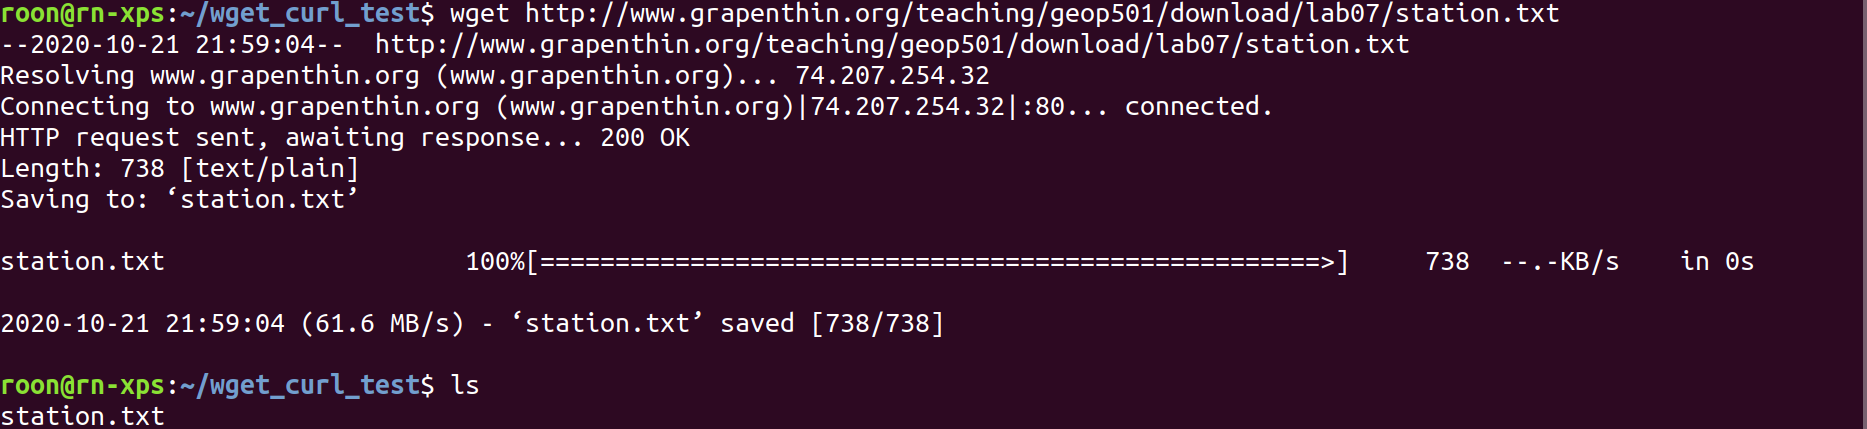 roon@rn-xps:~/wget_curl_test$ wget http://www.grapenthin.org/teaching/geop501/download/lab07/station.txt
--2020-10-21 21:59:04--  http://www.grapenthin.org/teaching/geop501/download/lab07/station.txt
Resolving www.grapenthin.org (www.grapenthin.org)... 74.207.254.32
Connecting to www.grapenthin.org (www.grapenthin.org)|74.207.254.32|:80... connected.
HTTP request sent, awaiting response... 200 OK
Length: 738 [text/plain]
Saving to: ‘station.txt’
station.txt                    100%[====================================================>]     738  --.-KB/s    in 0s
2020-10-21 21:59:04 (61.6 MB/s) - ‘station.txt’ saved [738/738]
roon@rn-xps:~/wget_curl_test$ ls
station.txt